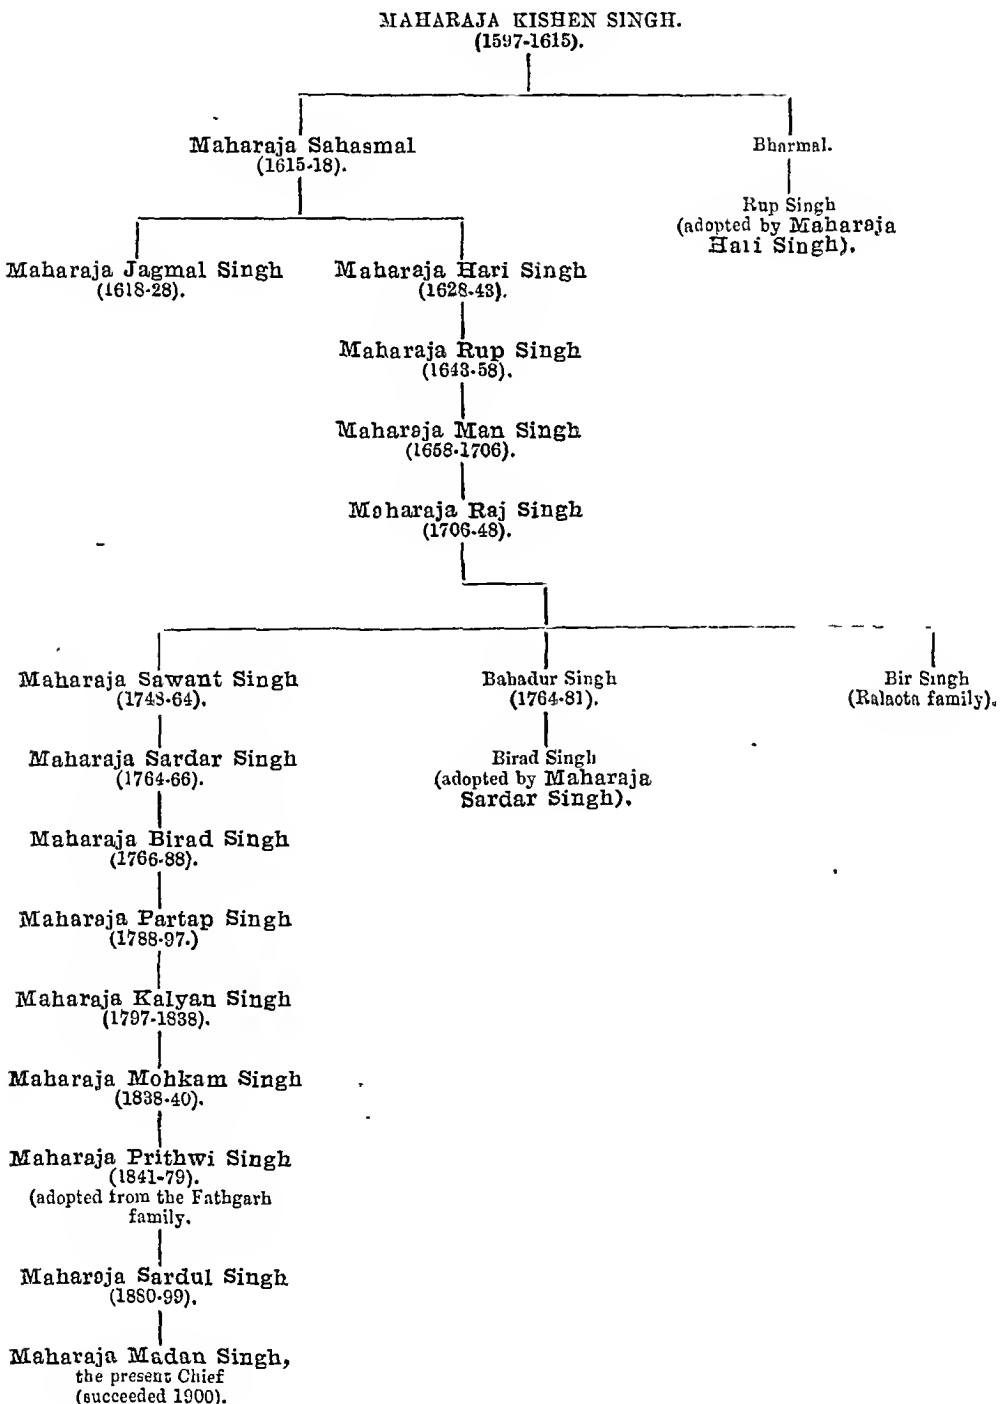 MAHARAJA KISHEN SINGH.
(1597-1615).
Maharaja Sahasmal
(1615-18).
Bharmal.
Rup Singh
(adopted by Maharaja
Hari Singh).
Maharaja Jagmal Singh
(1618-28).
Maharaja Hari Singh
(1628-43).
Maharaja Rup Singh
(1643-58).
Maharaja Man Singh
(1658-1706).
Maharaja Raj Singh
(1706-48).
Maharaja Sawant Singh
(1748-64).
Bahadur Singh
(1764-81).
Bir Singh
(Ralaota family).
Maharaja Sardar Singh
(1764-66).
Birad Singh
(adopted by Maharaja
Sardar Singh).
Maharaja Birad Singh
(1766-88).
Maharaja Partap Singh
(1788-97.)
Maharaja Kalyan Singh
(1797-1838).
Maharaja Mohkam Singh
(1838-40).
Maharaja Prithwi Singh
(1841-79).
(adopted from the Fathgarh
family.
Maharaja Sardul Singh
(1880-99).
Maharaja Madan Singh,
the present Chief
(succeeded 1900).